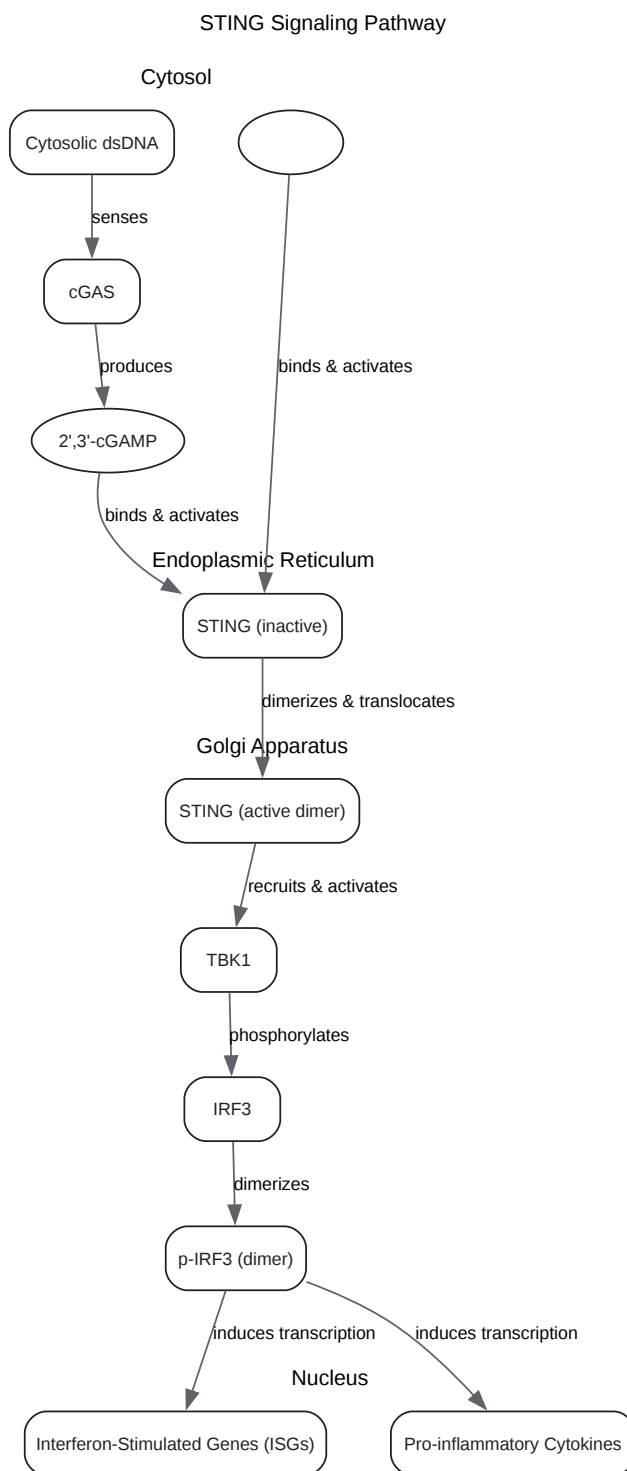 STING Signaling Pathway
Cytosol
Cytosolic dsDNA
senses
cGAS
produces
binds & activates
2',3'-cGAMP
binds & activates
Endoplasmic Reticulum
STING (inactive)
dimerizes & translocates
Golgi Apparatus
STING (active dimer)
recruits & activates
TBK1
phosphorylates
IRF3
dimerizes
p-IRF3 (dimer)
induces transcription
induces transcription
Nucleus
Interferon-Stimulated Genes (ISGs)
Pro-inflammatory Cytokines